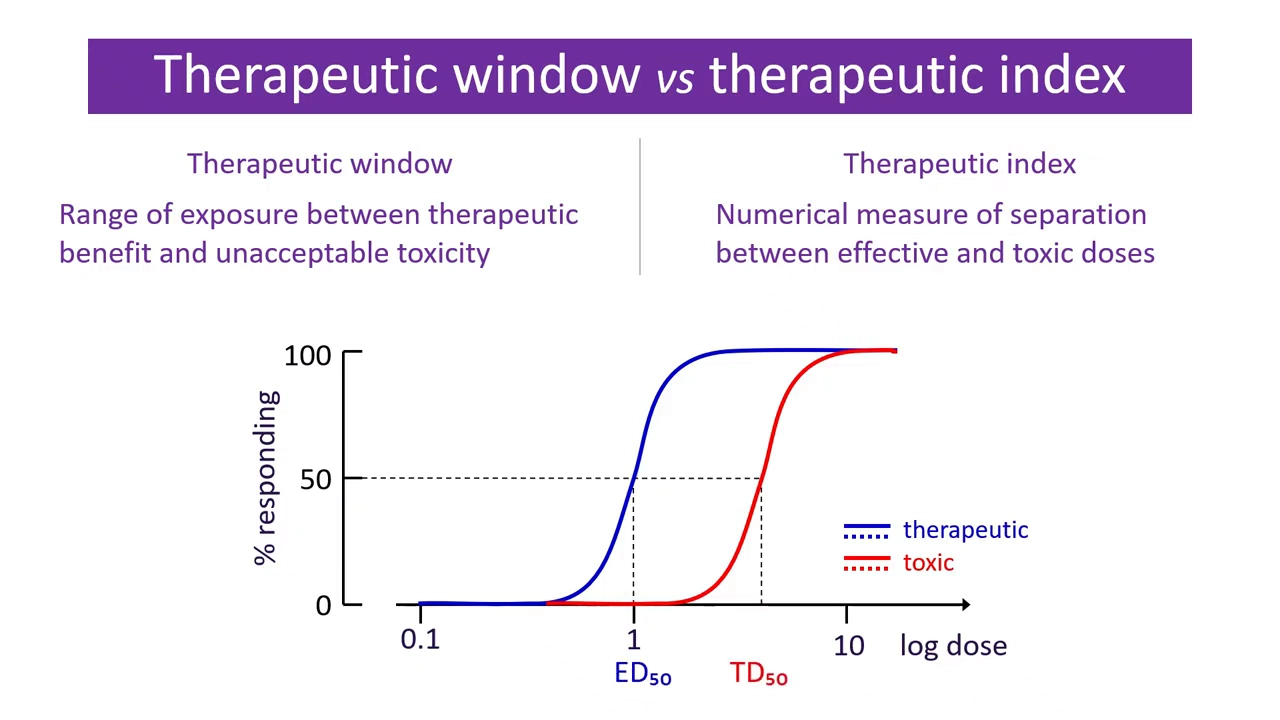 Therapeutic window vs therapeutic index
Therapeutic window
Range of exposure between therapeutic
benefit and unacceptable toxicity
Therapeutic index
Numerical measure of separation
between effective and toxic doses
100
50
0
% responding
therapeutic
toxic
0.1
1
10
log dose
ED₅₀
TD₅₀